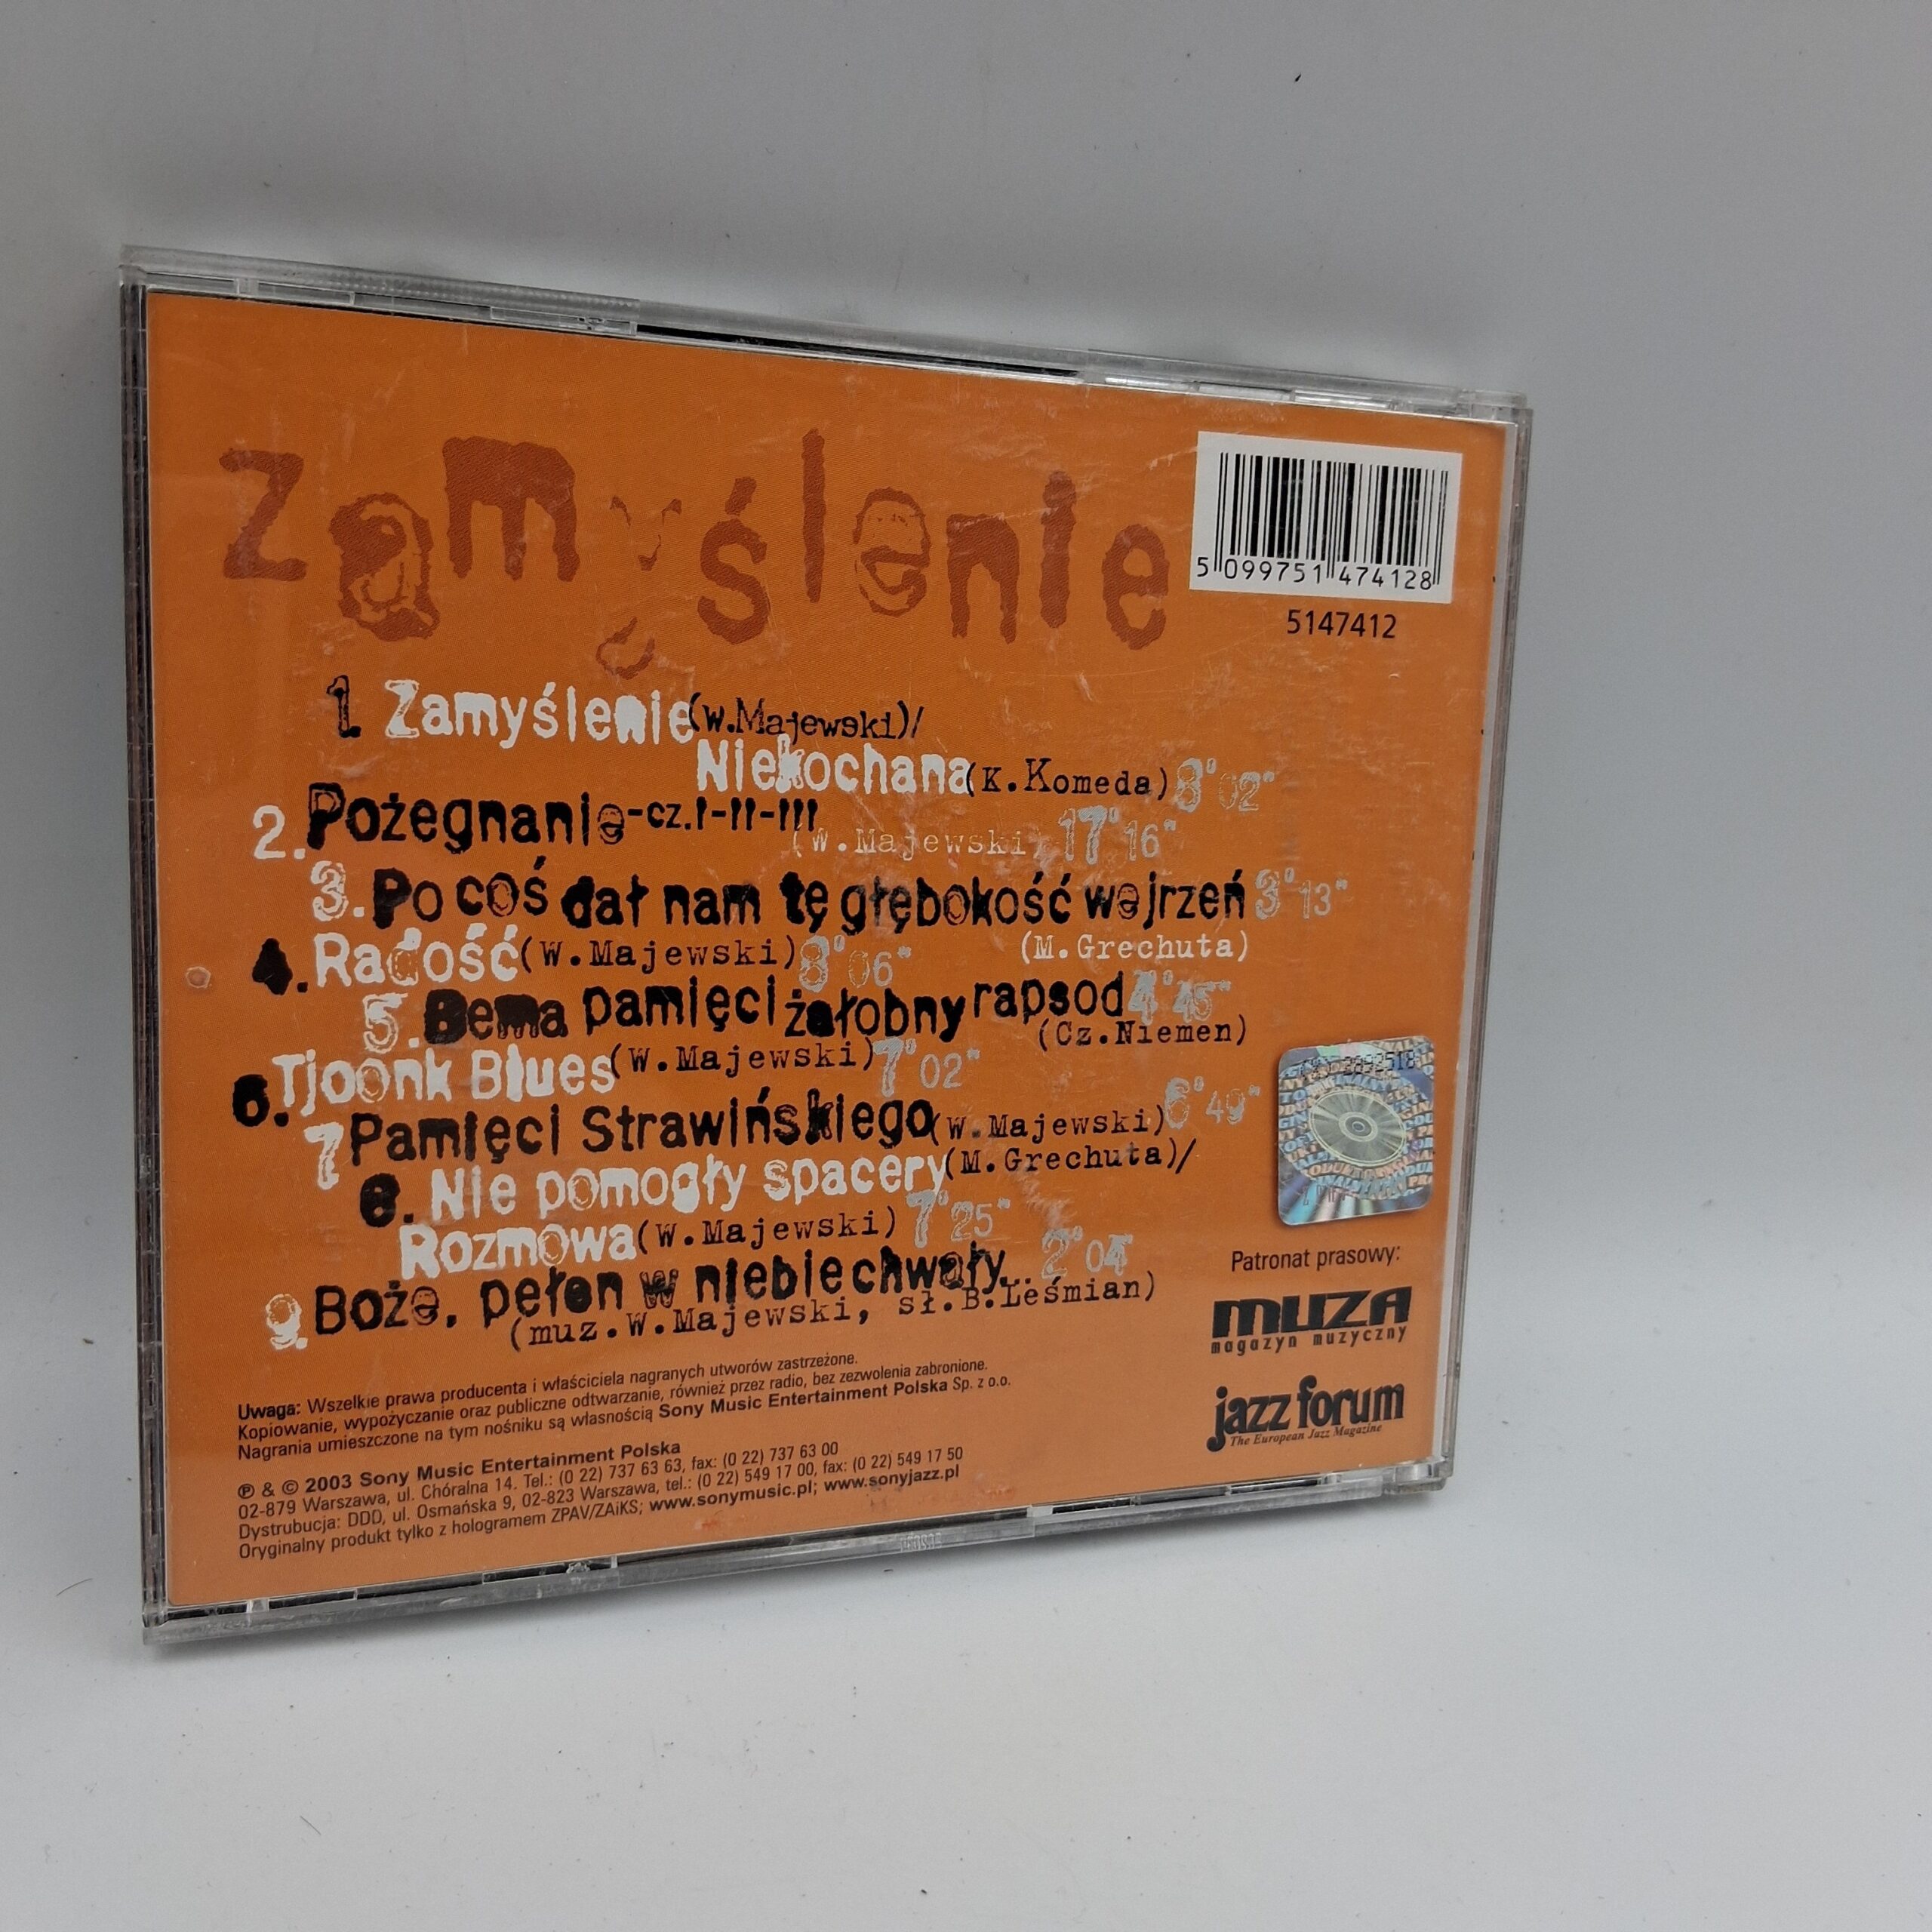 Zamyślenie
5 099751 474128
5147412
1. Zamyślenie (W.Majewski)/
Niekochana (K.Komeda) 8'02"
2. Pożegnanie-cz.I-II-III
(W.Majewski) 17'16"
3. Po coś dał nam tę głębokość wejrzeń 3'13"
(M.Grechuta)
4. Radość (W.Majewski) 8'06"
5. Bema pamięci żałobny rapsod 4'45"
(Cz.Niemen)
6. Tjoonk Blues (W.Majewski) 7'02"
7 Pamięci Strawińskiego (W.Majewski) 6'49"
8. Nie pomogły spacery (M.Grechuta)/
Rozmowa (W.Majewski) 7'25"
9. Boże, pełen w niebie chwały... 2'04"
(muz.W.Majewski, sł.B.Leśmian)
Patronat prasowy:
MUZA
magazyn muzyczny
jazz forum
The European Jazz Magazine
Uwaga: Wszelkie prawa producenta i właściciela nagranych utworów zastrzeżone.
Kopiowanie, wypożyczanie oraz publiczne odtwarzanie, również przez radio, bez zezwolenia zabronione.
Nagrania umieszczone na tym nośniku są własnością Sony Music Entertainment Polska Sp. z o.o.
℗ & © 2003 Sony Music Entertainment Polska
02-879 Warszawa, ul. Chóralna 14. Tel.: (0 22) 737 63 63, fax: (0 22) 737 63 00
Dystrubucja: DDD, ul. Osmańska 9, 02-823 Warszawa, tel.: (0 22) 549 17 00, fax: (0 22) 549 17 50
Oryginalny produkt tylko z hologramem ZPAV/ZAiKS; www.sonymusic.pl; www.sonyjazz.pl